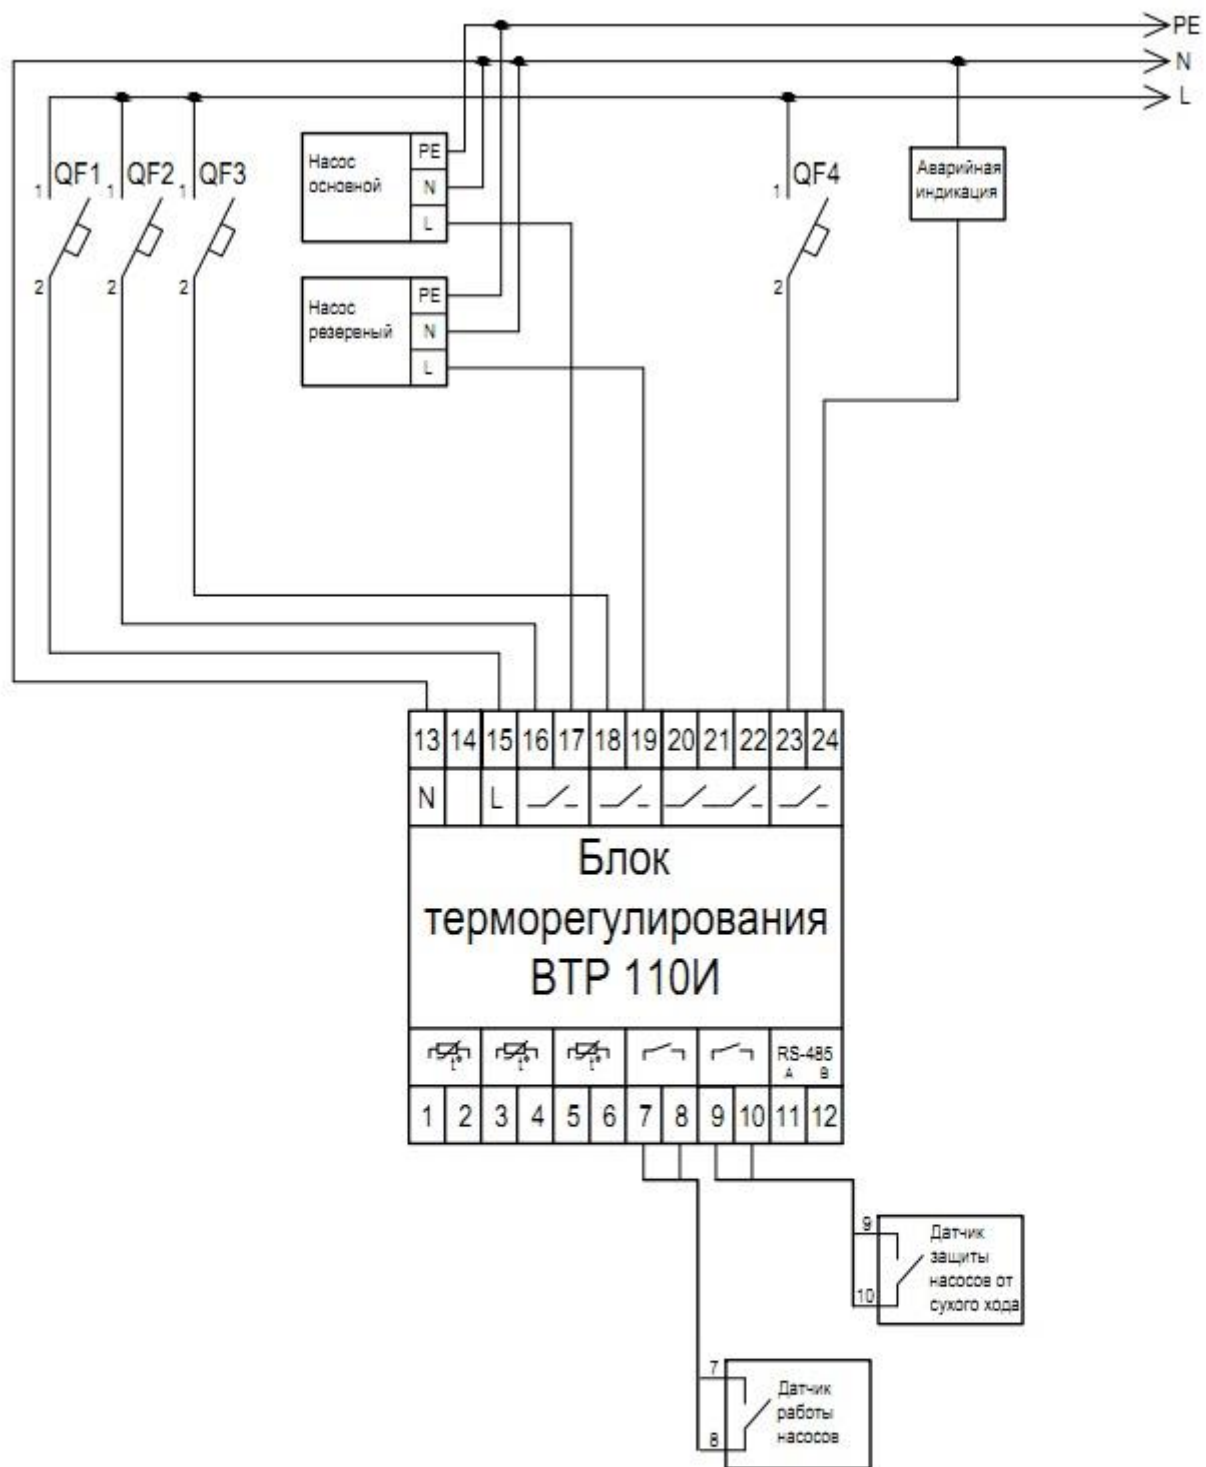 PE
N
L
1 QF1
1 QF2
1 QF3
2
2
2
Насос
основной
PE
N
L
Насос
резервный
PE
N
L
1 QF4
2
Аварийная
индикация
13 14 15 16 17 18 19 20 21 22 23 24
N L
Блок
терморегулирования
ВТР 110И
t° t° t° RS-485
A B
1 2 3 4 5 6 7 8 9 10 11 12
9
10
Датчик
защиты
насосов от
сухого хода
7
8
Датчик
работы
насосов